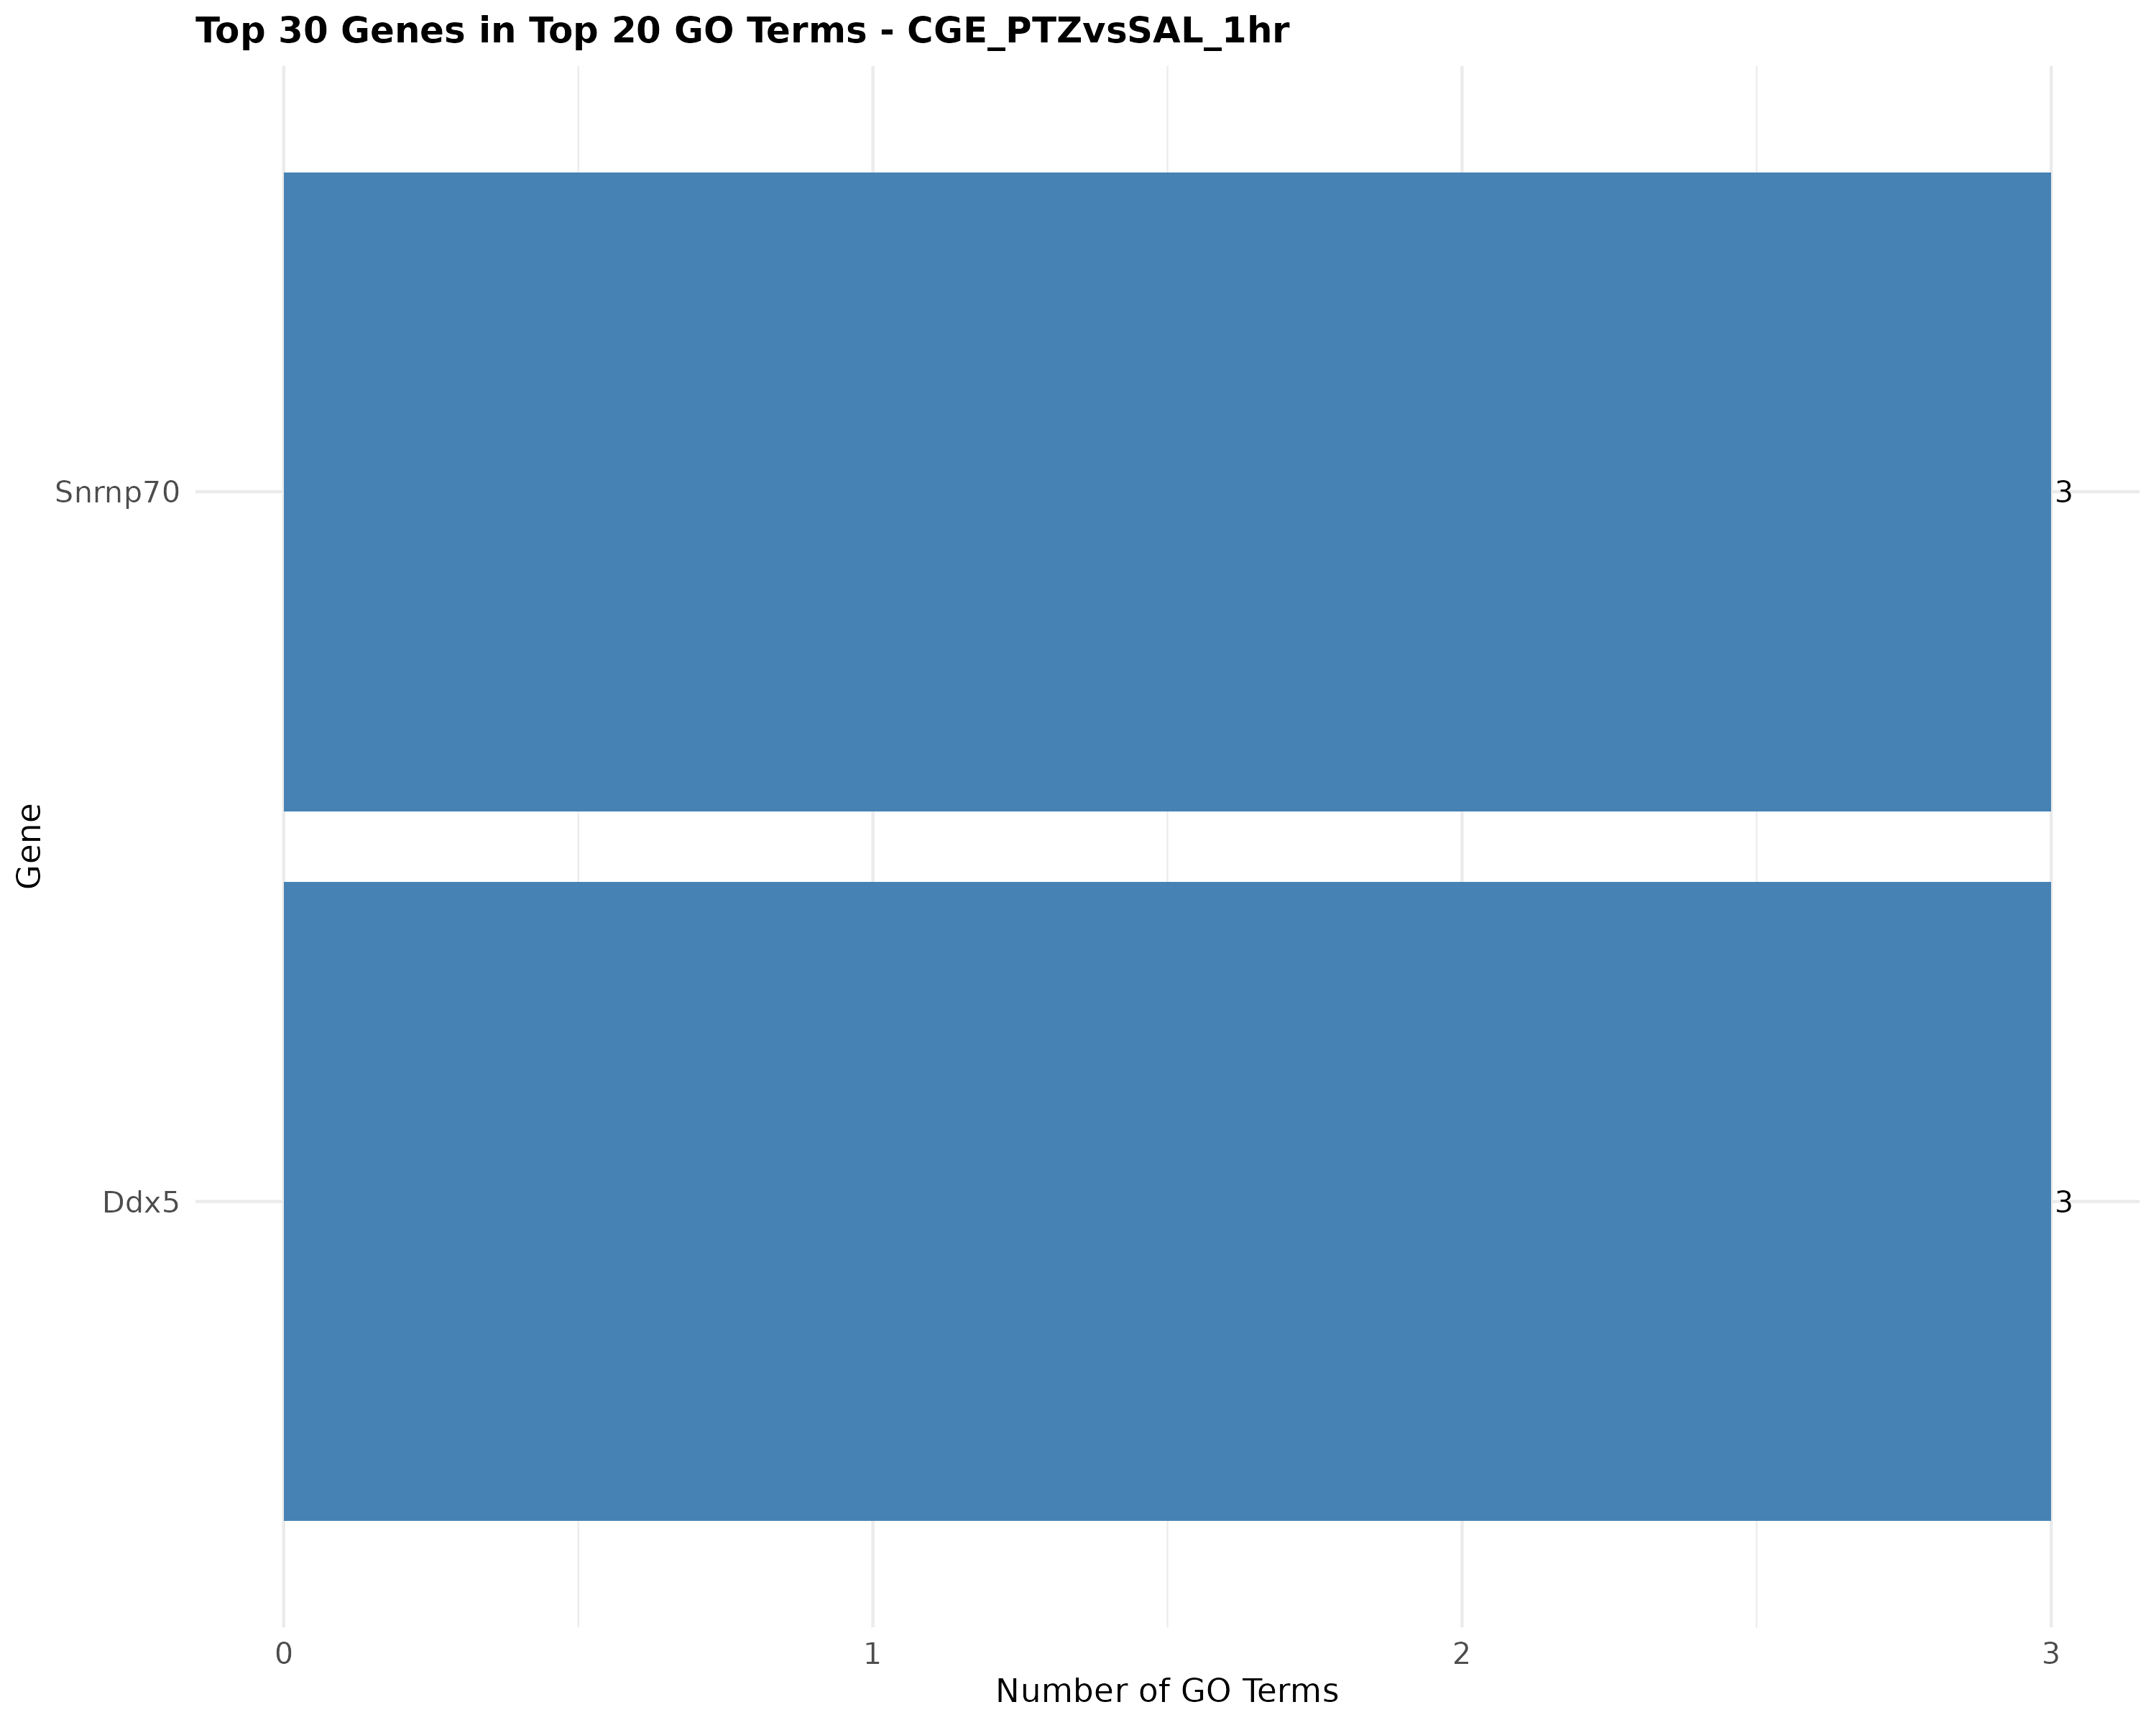 Top 30 Genes in Top 20 GO Terms - CGE_PTZvsSAL_1hr
Gene
Snrnp70
3
Ddx5
3
0 1 2 3
Number of GO Terms